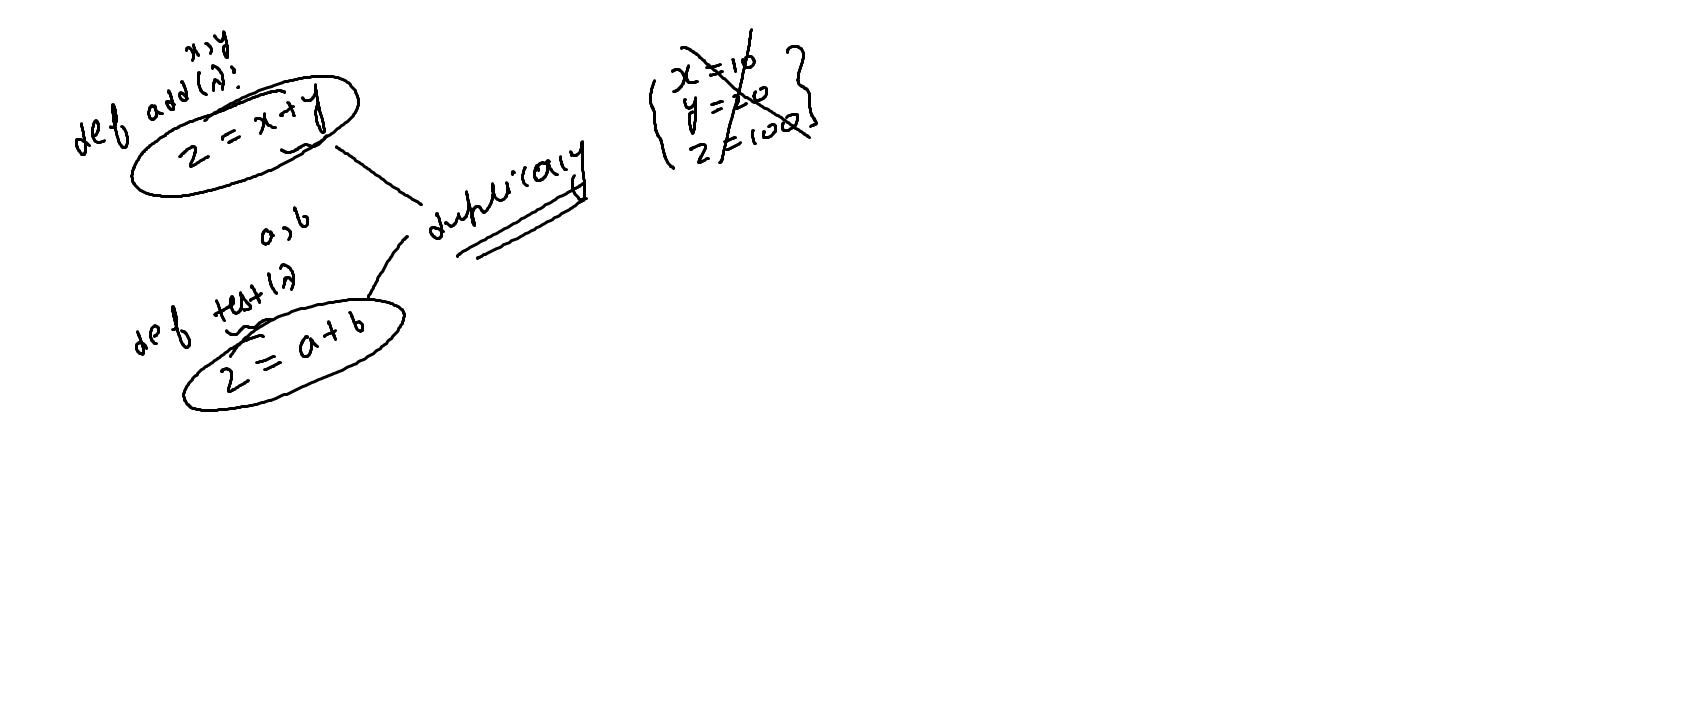 x,y
def add():
z = x+y
a,b
def test()
z = a+b
duplicacy
{ x=10
y=20
z=100 }